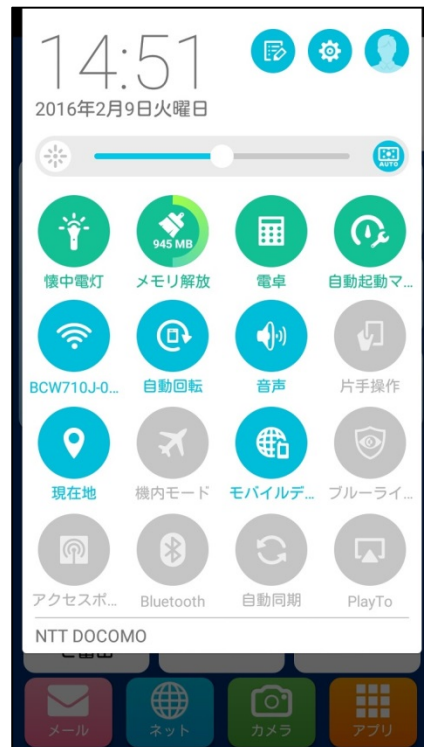 14:51
2016年2月9日火曜日
AUTO
945 MB
懐中電灯
メモリ解放
電卓
自動起動マ...
BCW710J-0...
自動回転
音声
片手操作
現在地
機内モード
モバイルデ...
ブルーライ...
アクセスポ...
Bluetooth
自動同期
PlayTo
NTT DOCOMO
メール
ネット
カメラ
アプリ